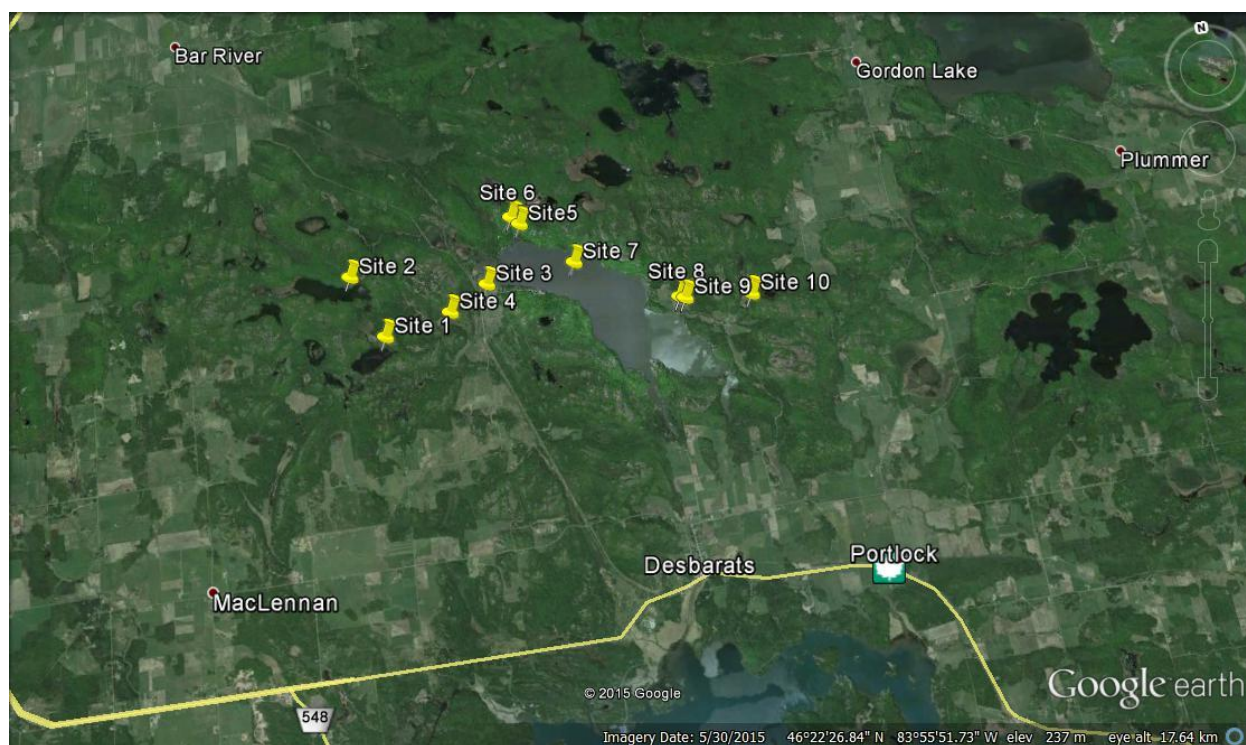 N
Bar River
Gordon Lake
Plummer
Site 6
Site5
Site 7
Site 2
Site 3
Site 8
Site 9
Site 10
Site 4
Site 1
Desbarats
Portlock
MacLennan
548
© 2015 Google
Google earth
Imagery Date: 5/30/2015 46°22'26.84" N 83°55'51.73" W elev 237 m eye alt 17.64 km